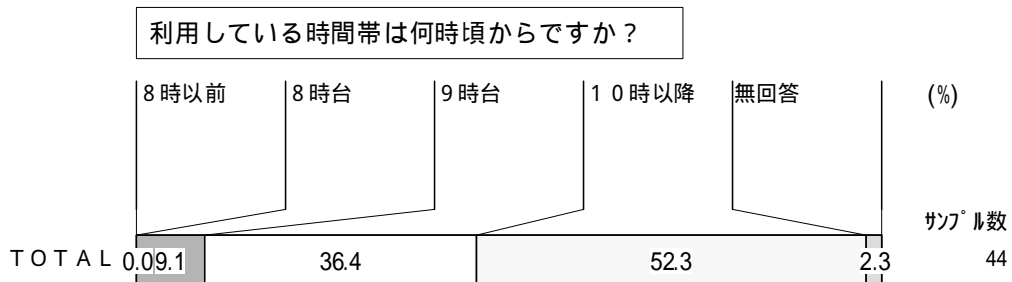 利用している時間帯は何時頃からですか？
８時以前 ８時台 ９時台 １０時以降 無回答 (%)
ｻﾝﾌﾟﾙ数
ＴＯＴＡＬ 0.0 9.1 36.4 52.3 2.3 44